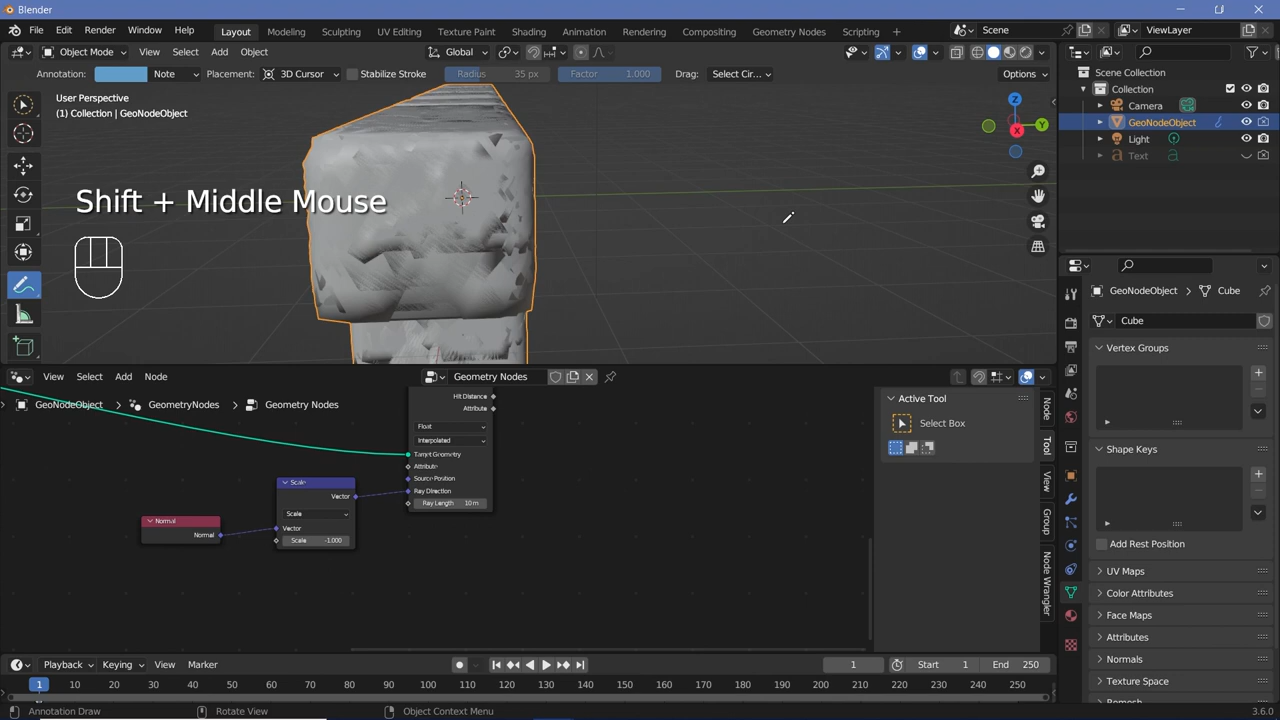 Blender
File Edit Render Window Help Layout Modeling Sculpting UV Editing Texture Paint Shading Animation Rendering Compositing Geometry Nodes Scripting Scene ViewLayer
Object Mode View Select Add Object Global
Annotation: Note Placement: 3D Cursor Stabilize Stroke Radius 35 px Factor 1.000 Drag: Select Cir... Options
User Perspective
(1) Collection | GeoNodeObject
Z
Y
X
Shift + Middle Mouse
Scene Collection
Collection
Camera
GeoNodeObject
Light
Text
GeoNodeObject Cube
Cube
Vertex Groups
Shape Keys
Add Rest Position
UV Maps
Color Attributes
Face Maps
Attributes
Normals
Texture Space
Remesh
View Select Add Node Geometry Nodes
GeoNodeObject GeometryNodes Geometry Nodes
Hit Distance
Attribute
Float
Interpolated
Target Geometry
Attribute
Source Position
Ray Direction
Ray Length 10 m
Scale
Vector
Scale
Vector
Scale -1.000
Normal
Normal
Active Tool
Select Box
Node
Tool
View
Group
Node Wrangler
Playback Keying View Marker 1 Start 1 End 250
1 10 20 30 40 50 60 70 80 90 100 110 120 130 140 150 160 170 180 190 200 210 220 230 240 250
Annotation Draw Rotate View Object Context Menu 3.6.0